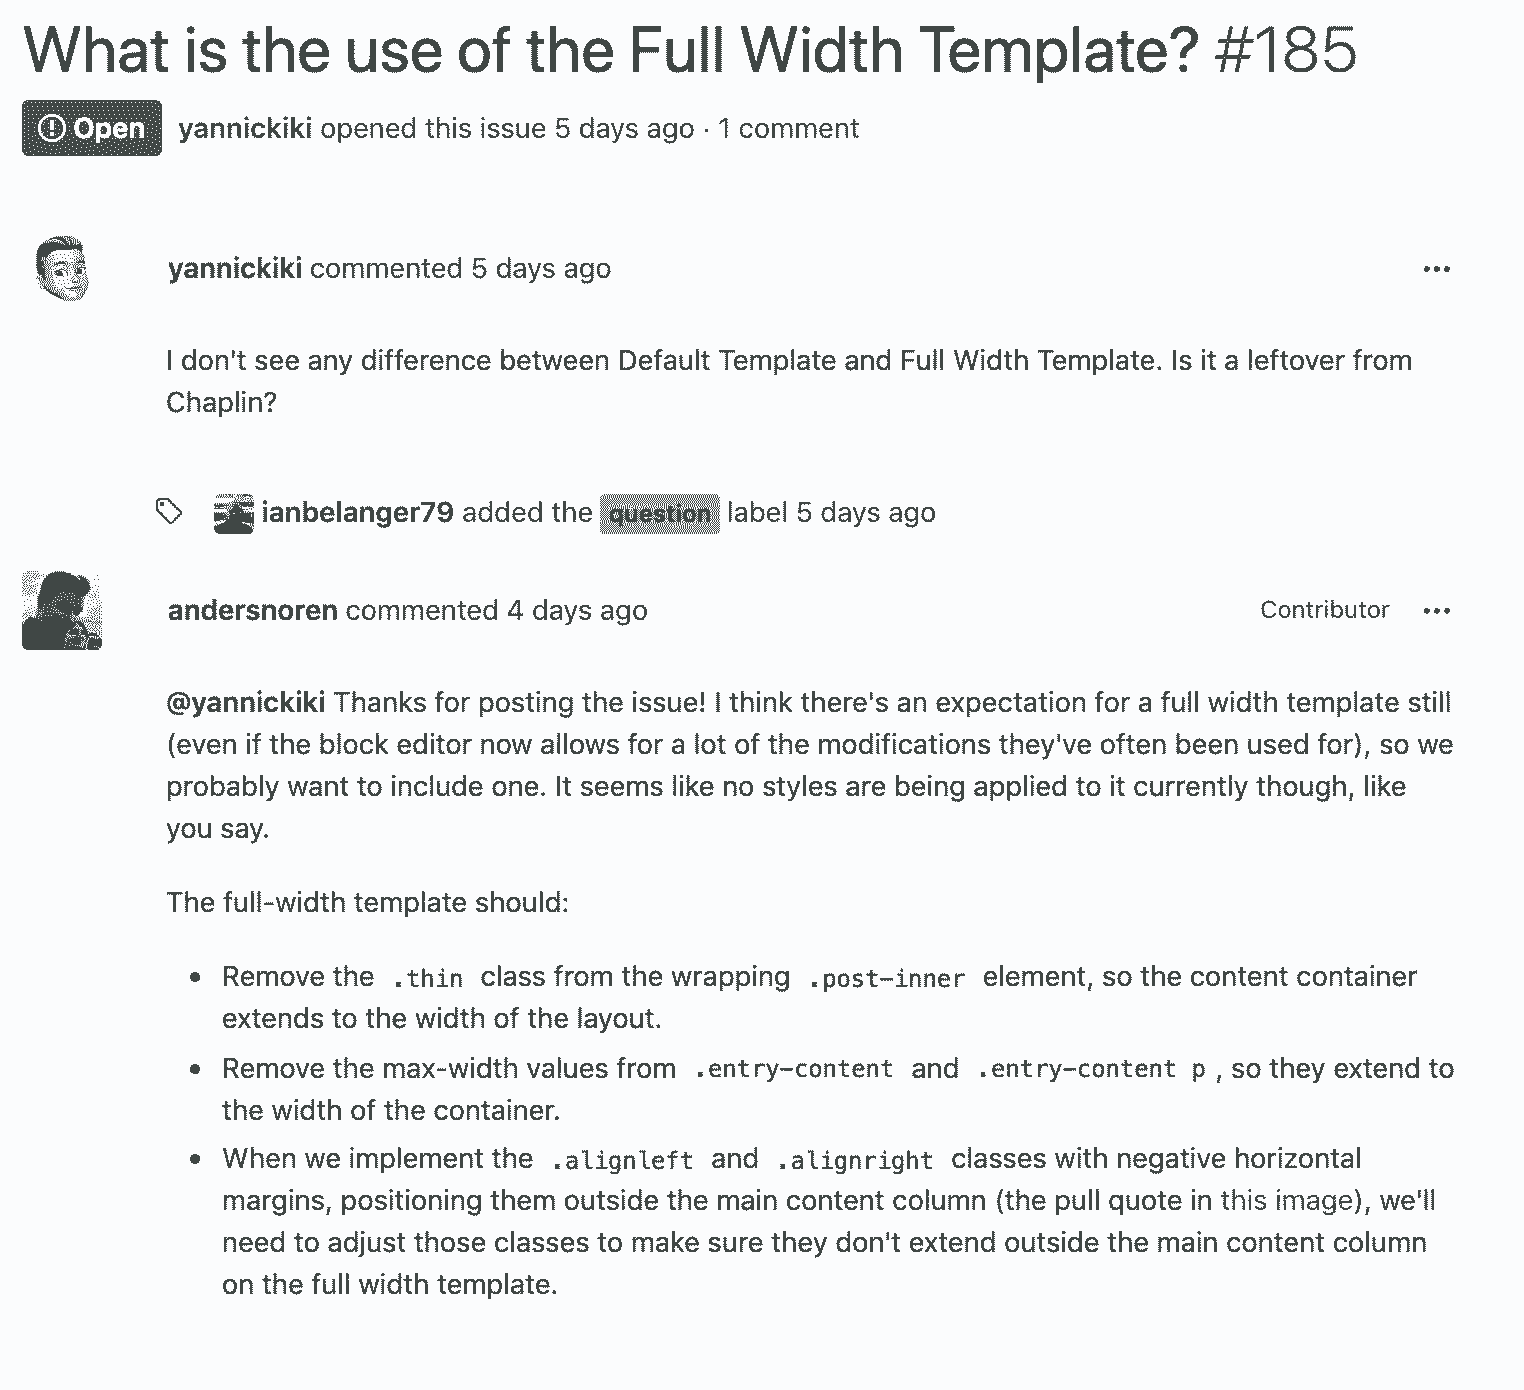 What is the use of the Full Width Template? #185
Open yannickiki opened this issue 5 days ago · 1 comment
yannickiki commented 5 days ago
I don't see any difference between Default Template and Full Width Template. Is it a leftover from
Chaplin?
ianbelanger79 added the question label 5 days ago
andersnoren commented 4 days ago Contributor
@yannickiki Thanks for posting the issue! I think there's an expectation for a full width template still
(even if the block editor now allows for a lot of the modifications they've often been used for), so we
probably want to include one. It seems like no styles are being applied to it currently though, like
you say.
The full-width template should:
• Remove the .thin class from the wrapping .post-inner element, so the content container
extends to the width of the layout.
• Remove the max-width values from .entry-content and .entry-content p , so they extend to
the width of the container.
• When we implement the .alignleft and .alignright classes with negative horizontal
margins, positioning them outside the main content column (the pull quote in this image), we'll
need to adjust those classes to make sure they don't extend outside the main content column
on the full width template.